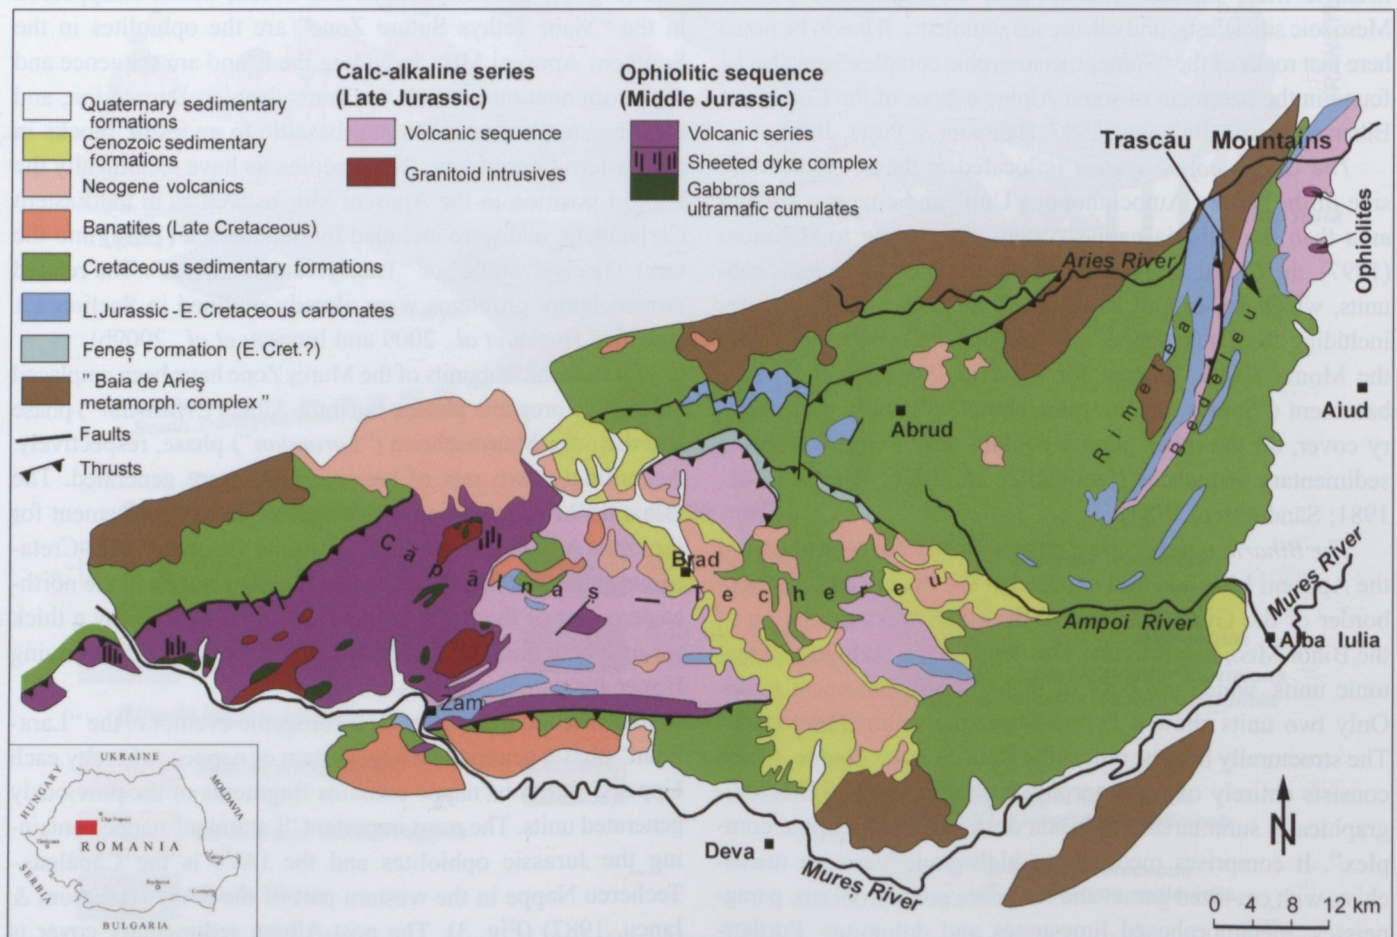 Quaternary sedimentary
formations
Cenozoic sedimentary
formations
Neogene volcanics
Banatites (Late Cretaceous)
Cretaceous sedimentary formations
L.Jurassic-E.Cretaceous carbonates
Feneș Formation (E. Cret.?)
"Baia de Arieș
metamorph. complex"
Faults
Thrusts
Calc-alkaline series
(Late Jurassic)
Volcanic sequence
Granitoid intrusives
Ophiolitic sequence
(Middle Jurassic)
Volcanic series
Sheeted dyke complex
Gabbros and
ultramafic cumulates
Trascău Mountains
Ophiolites
Aries River
Rimetea
Bedeleu
Aiud
Abrud
Brad
Căpâlnas - Techereu
Ampoi River
Mures River
Alba Iulia
Zam
Deva
Mures River
UKRAINE
HUNGARY
MOLDAVIA
ROMANIA
SERBIA
BULGARIA
N
0 4 8 12 km